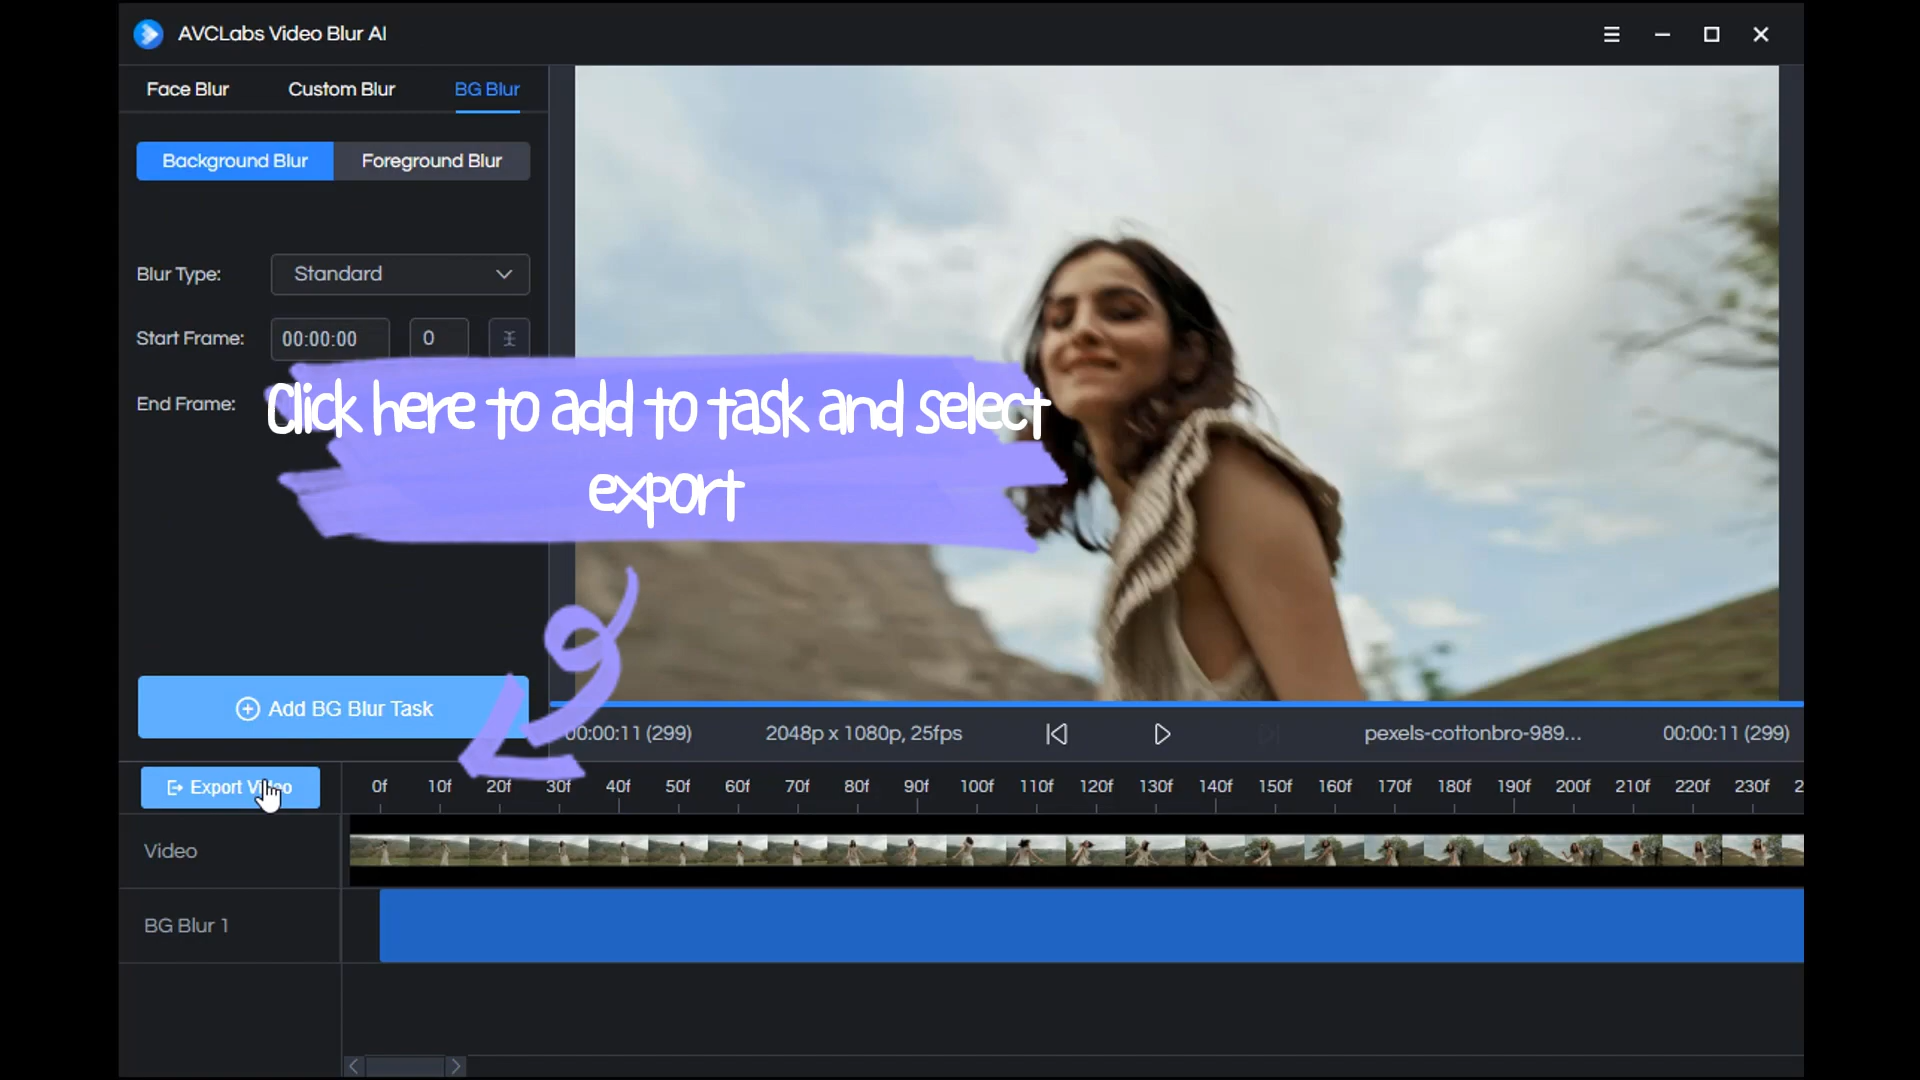 AVCLabs Video Blur AI
Face Blur
Custom Blur
BG Blur
Background Blur
Foreground Blur
Blur Type:
Standard
Start Frame:
00:00:00
0
End Frame:
Click here to add to task and select
export
Add BG Blur Task
00:00:11 (299)
2048p x 1080p, 25fps
pexels-cottonbro-989...
00:00:11 (299)
Export Video
0f 10f 20f 30f 40f 50f 60f 70f 80f 90f 100f 110f 120f 130f 140f 150f 160f 170f 180f 190f 200f 210f 220f 230f 2
Video
BG Blur 1